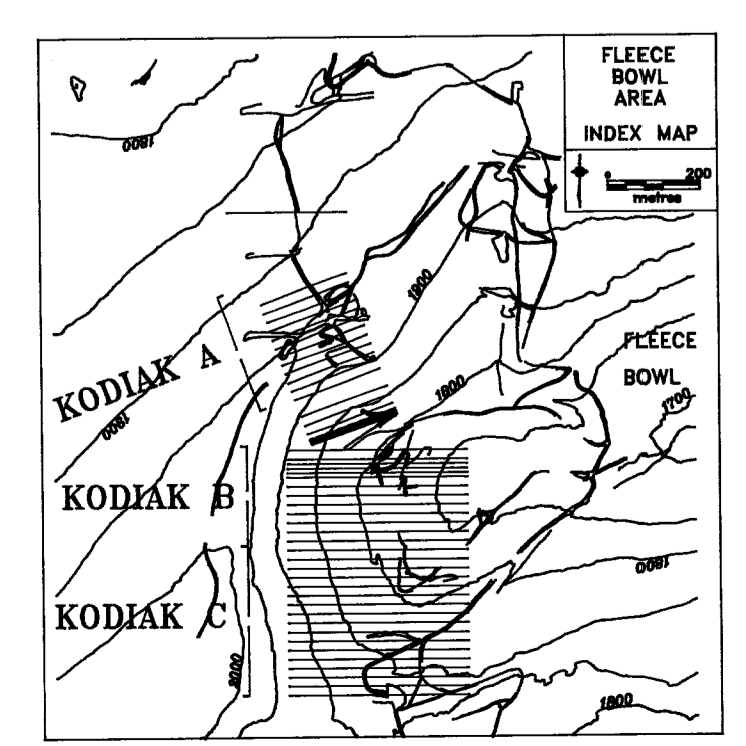 FLEECE
BOWL
AREA
INDEX MAP
0 200
metres
1800
1900
FLEECE
BOWL
KODIAK A
1800
1800
1700
KODIAK B
1800
KODIAK C
2000
1800